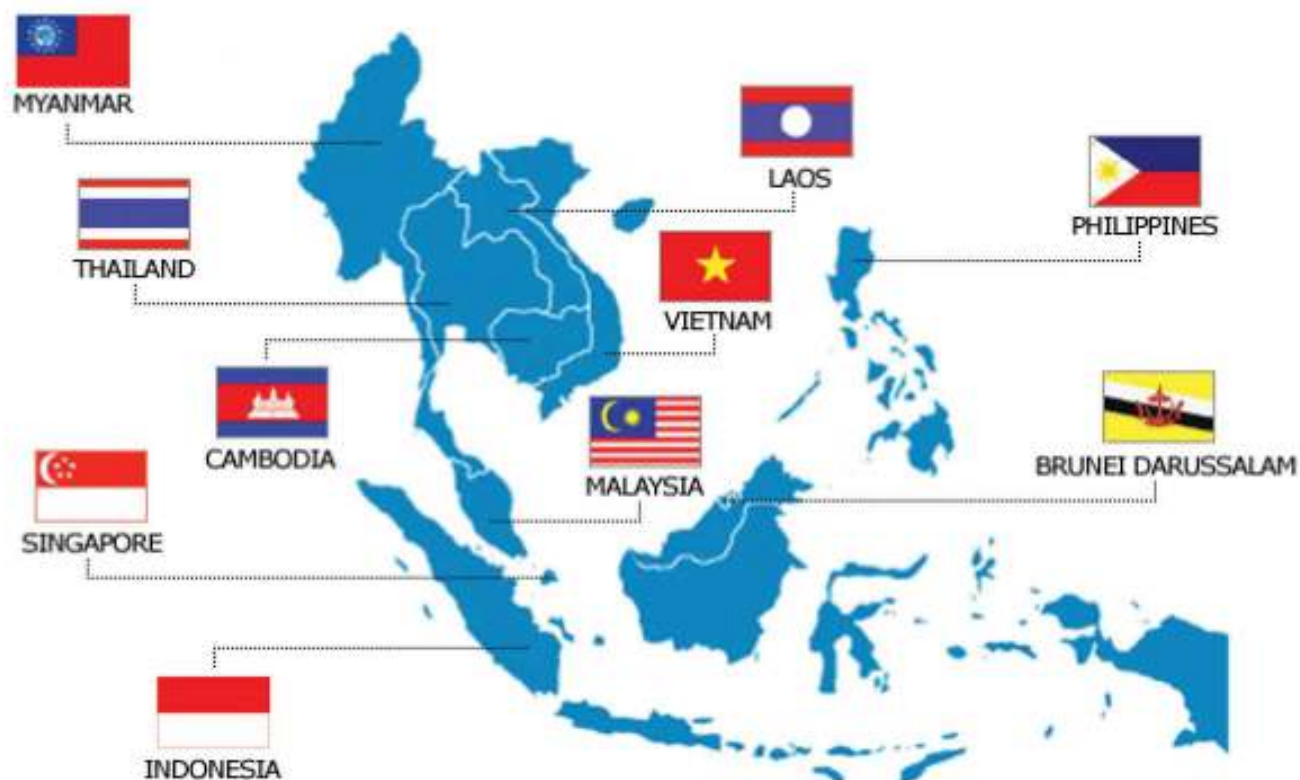 MYANMAR
LAOS
PHILIPPINES
THAILAND
VIETNAM
CAMBODIA
MALAYSIA
BRUNEI DARUSSALAM
SINGAPORE
INDONESIA